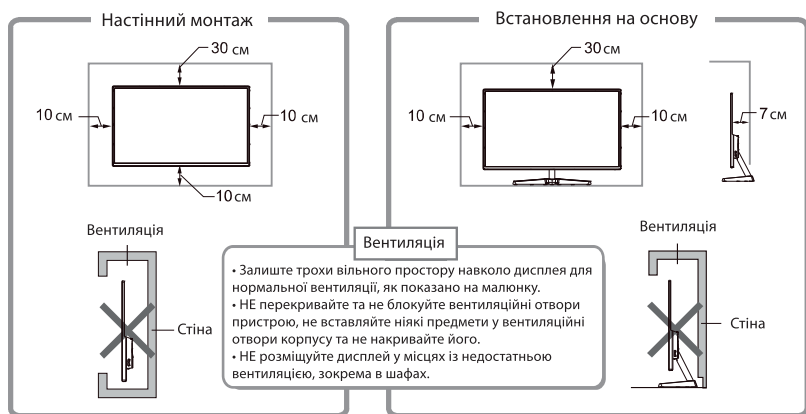 Настінний монтаж
30 см
10 см
10 см
10 см
Вентиляція
Стіна
Встановлення на основу
30 см
10 см
10 см
7 см
Вентиляція
Стіна
Вентиляція
• Залиште трохи вільного простору навколо дисплея для
нормальної вентиляції, як показано на малюнку.
• НЕ перекривайте та не блокуйте вентиляційні отвори
пристрою, не вставляйте ніякі предмети у вентиляційні
отвори корпусу та не накривайте його.
• НЕ розміщуйте дисплей у місцях із недостатньою
вентиляцією, зокрема в шафах.